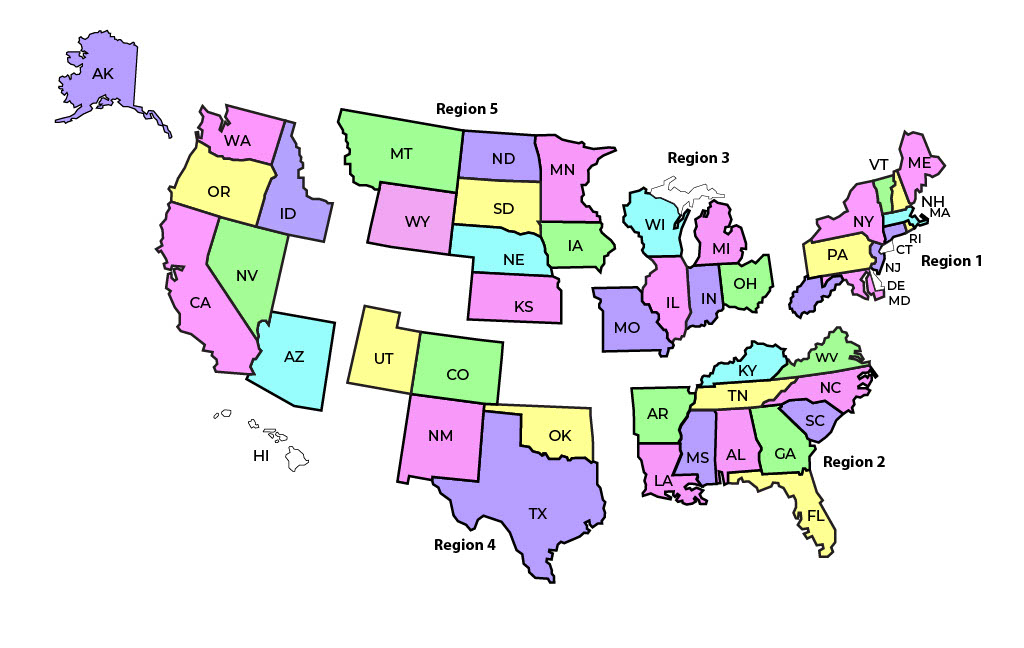 AK
WA
OR
ID
NV
CA
AZ
HI
Region 5
MT
ND
MN
WY
SD
IA
NE
KS
Region 3
WI
MI
IL
IN
OH
MO
VT
ME
NH
MA
NY
RI
CT
PA
Region 1
NJ
DE
MD
UT
CO
NM
OK
TX
Region 4
KY
WV
TN
NC
AR
SC
MS
AL
GA
LA
Region 2
FL